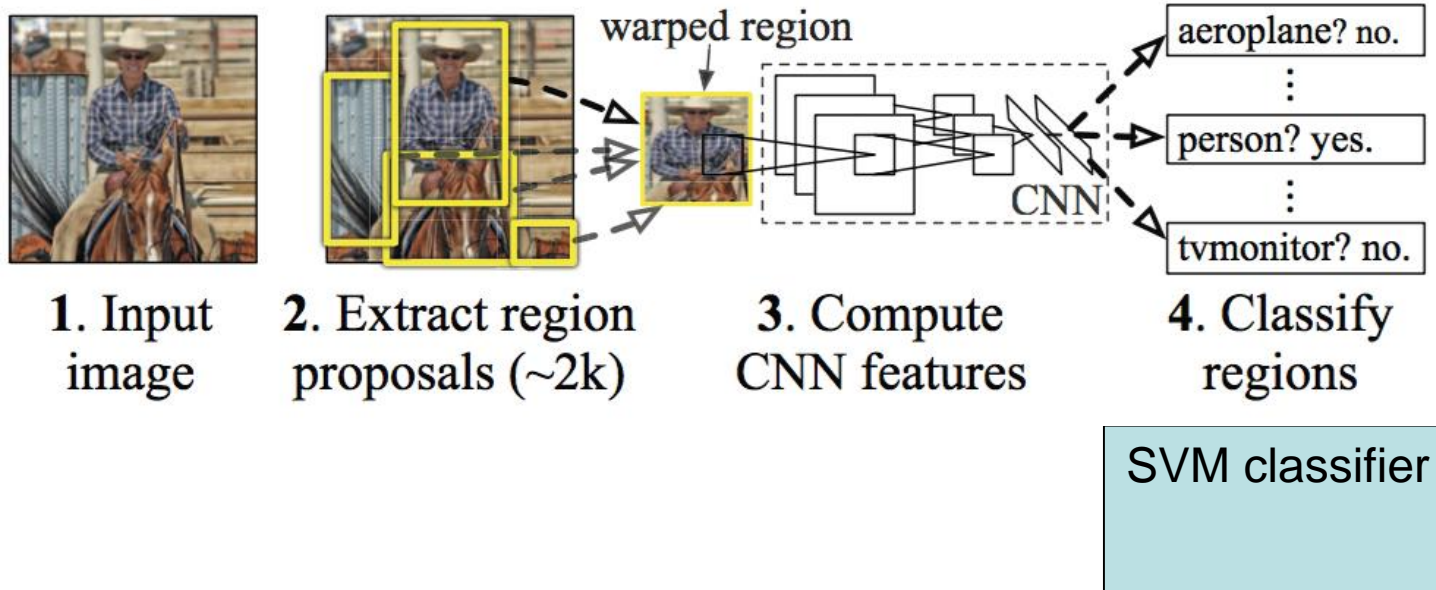 warped region
aeroplane? no.
⋮
person? yes.
⋮
tvmonitor? no.
CNN
1. Input
image
2. Extract region
proposals (~2k)
3. Compute
CNN features
4. Classify
regions
SVM classifier